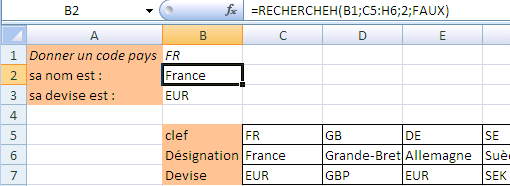 B2 fx =RECHERCHEH(B1;C5:H6;2;FAUX)
A B C D E
1 Donner un code pays FR
2 sa nom est : France
3 sa devise est : EUR
4
5 clef FR GB DE SE
6 Désignation France Grande-Bret Allemagne Suè
7 Devise EUR GBP EUR SEK